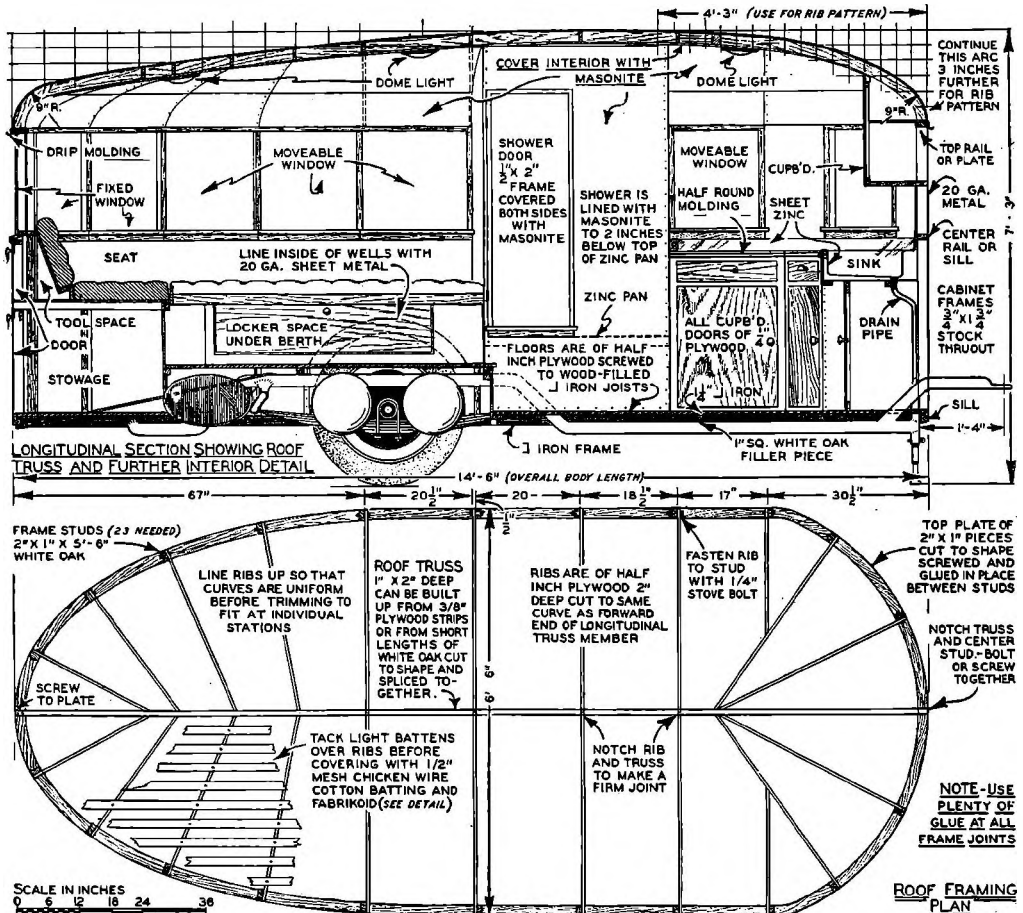 4'-3" (USE FOR RIB PATTERN)
CONTINUE
THIS ARC
3 INCHES
FURTHER
FOR RIB
PATTERN
COVER INTERIOR WITH
MASONITE
DOME LIGHT
DOME LIGHT
9"R.
9"R.
DRIP MOLDING
FIXED
WINDOW
MOVEABLE
WINDOW
SHOWER
DOOR
1/2" X 2"
FRAME
COVERED
BOTH SIDES
WITH
MASONITE
SHOWER IS
LINED WITH
MASONITE
TO 2 INCHES
BELOW TOP
OF ZINC PAN
MOVEABLE
WINDOW
HALF ROUND
MOLDING
CUPB'D.
SHEET
ZINC
TOP RAIL
OR PLATE
20 GA.
METAL
7'-3"
CENTER
RAIL OR
SILL
SEAT
LINE INSIDE OF WELLS WITH
20 GA. SHEET METAL
SINK
ZINC PAN
CABINET
FRAMES
3/4" X 1 3/4"
STOCK
THRUOUT
TOOL SPACE
DOOR
STOWAGE
LOCKER SPACE
UNDER BERTH
ALL CUPB'D.
DOORS OF 1/4"
PLYWOOD
DRAIN
PIPE
FLOORS ARE OF HALF
INCH PLYWOOD SCREWED
TO WOOD-FILLED
IRON JOISTS
1 1/4" IRON
SILL
1'-4"
LONGITUDINAL SECTION SHOWING ROOF
TRUSS AND FURTHER INTERIOR DETAIL
IRON FRAME
1" SQ. WHITE OAK
FILLER PIECE
14'-6" (OVERALL BODY LENGTH)
67"
20 1/2"
20
18 1/2"
17"
30 1/2"
1/2"
FRAME STUDS (23 NEEDED)
2" X 1" X 5'-6"
WHITE OAK
LINE RIBS UP SO THAT
CURVES ARE UNIFORM
BEFORE TRIMMING TO
FIT AT INDIVIDUAL
STATIONS
ROOF TRUSS
1" X 2" DEEP
CAN BE BUILT
UP FROM 3/8"
PLYWOOD STRIPS
OR FROM SHORT
LENGTHS OF
WHITE OAK CUT
TO SHAPE AND
SPLICED TO-
GETHER.
6'6"
RIBS ARE OF HALF
INCH PLYWOOD 2"
DEEP CUT TO SAME
CURVE AS FORWARD
END OF LONGITUDINAL
TRUSS MEMBER
FASTEN RIB
TO STUD
WITH 1/4"
STOVE BOLT
TOP PLATE OF
2" X 1" PIECES
CUT TO SHAPE
SCREWED AND
GLUED IN PLACE
BETWEEN STUDS
NOTCH TRUSS
AND CENTER
STUD.-BOLT
OR SCREW
TOGETHER
SCREW
TO PLATE
TACK LIGHT BATTENS
OVER RIBS BEFORE
COVERING WITH 1/2"
MESH CHICKEN WIRE
COTTON BATTING AND
FABRIKOID (SEE DETAIL)
NOTCH RIB
AND TRUSS
TO MAKE A
FIRM JOINT
NOTE-USE
PLENTY OF
GLUE AT ALL
FRAME JOINTS
SCALE IN INCHES
0 6 12 18 24 36
ROOF FRAMING
PLAN